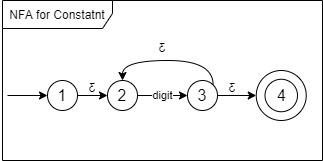 NFA for Constatnt
ξ
1 ξ 2 digit 3 ξ 4